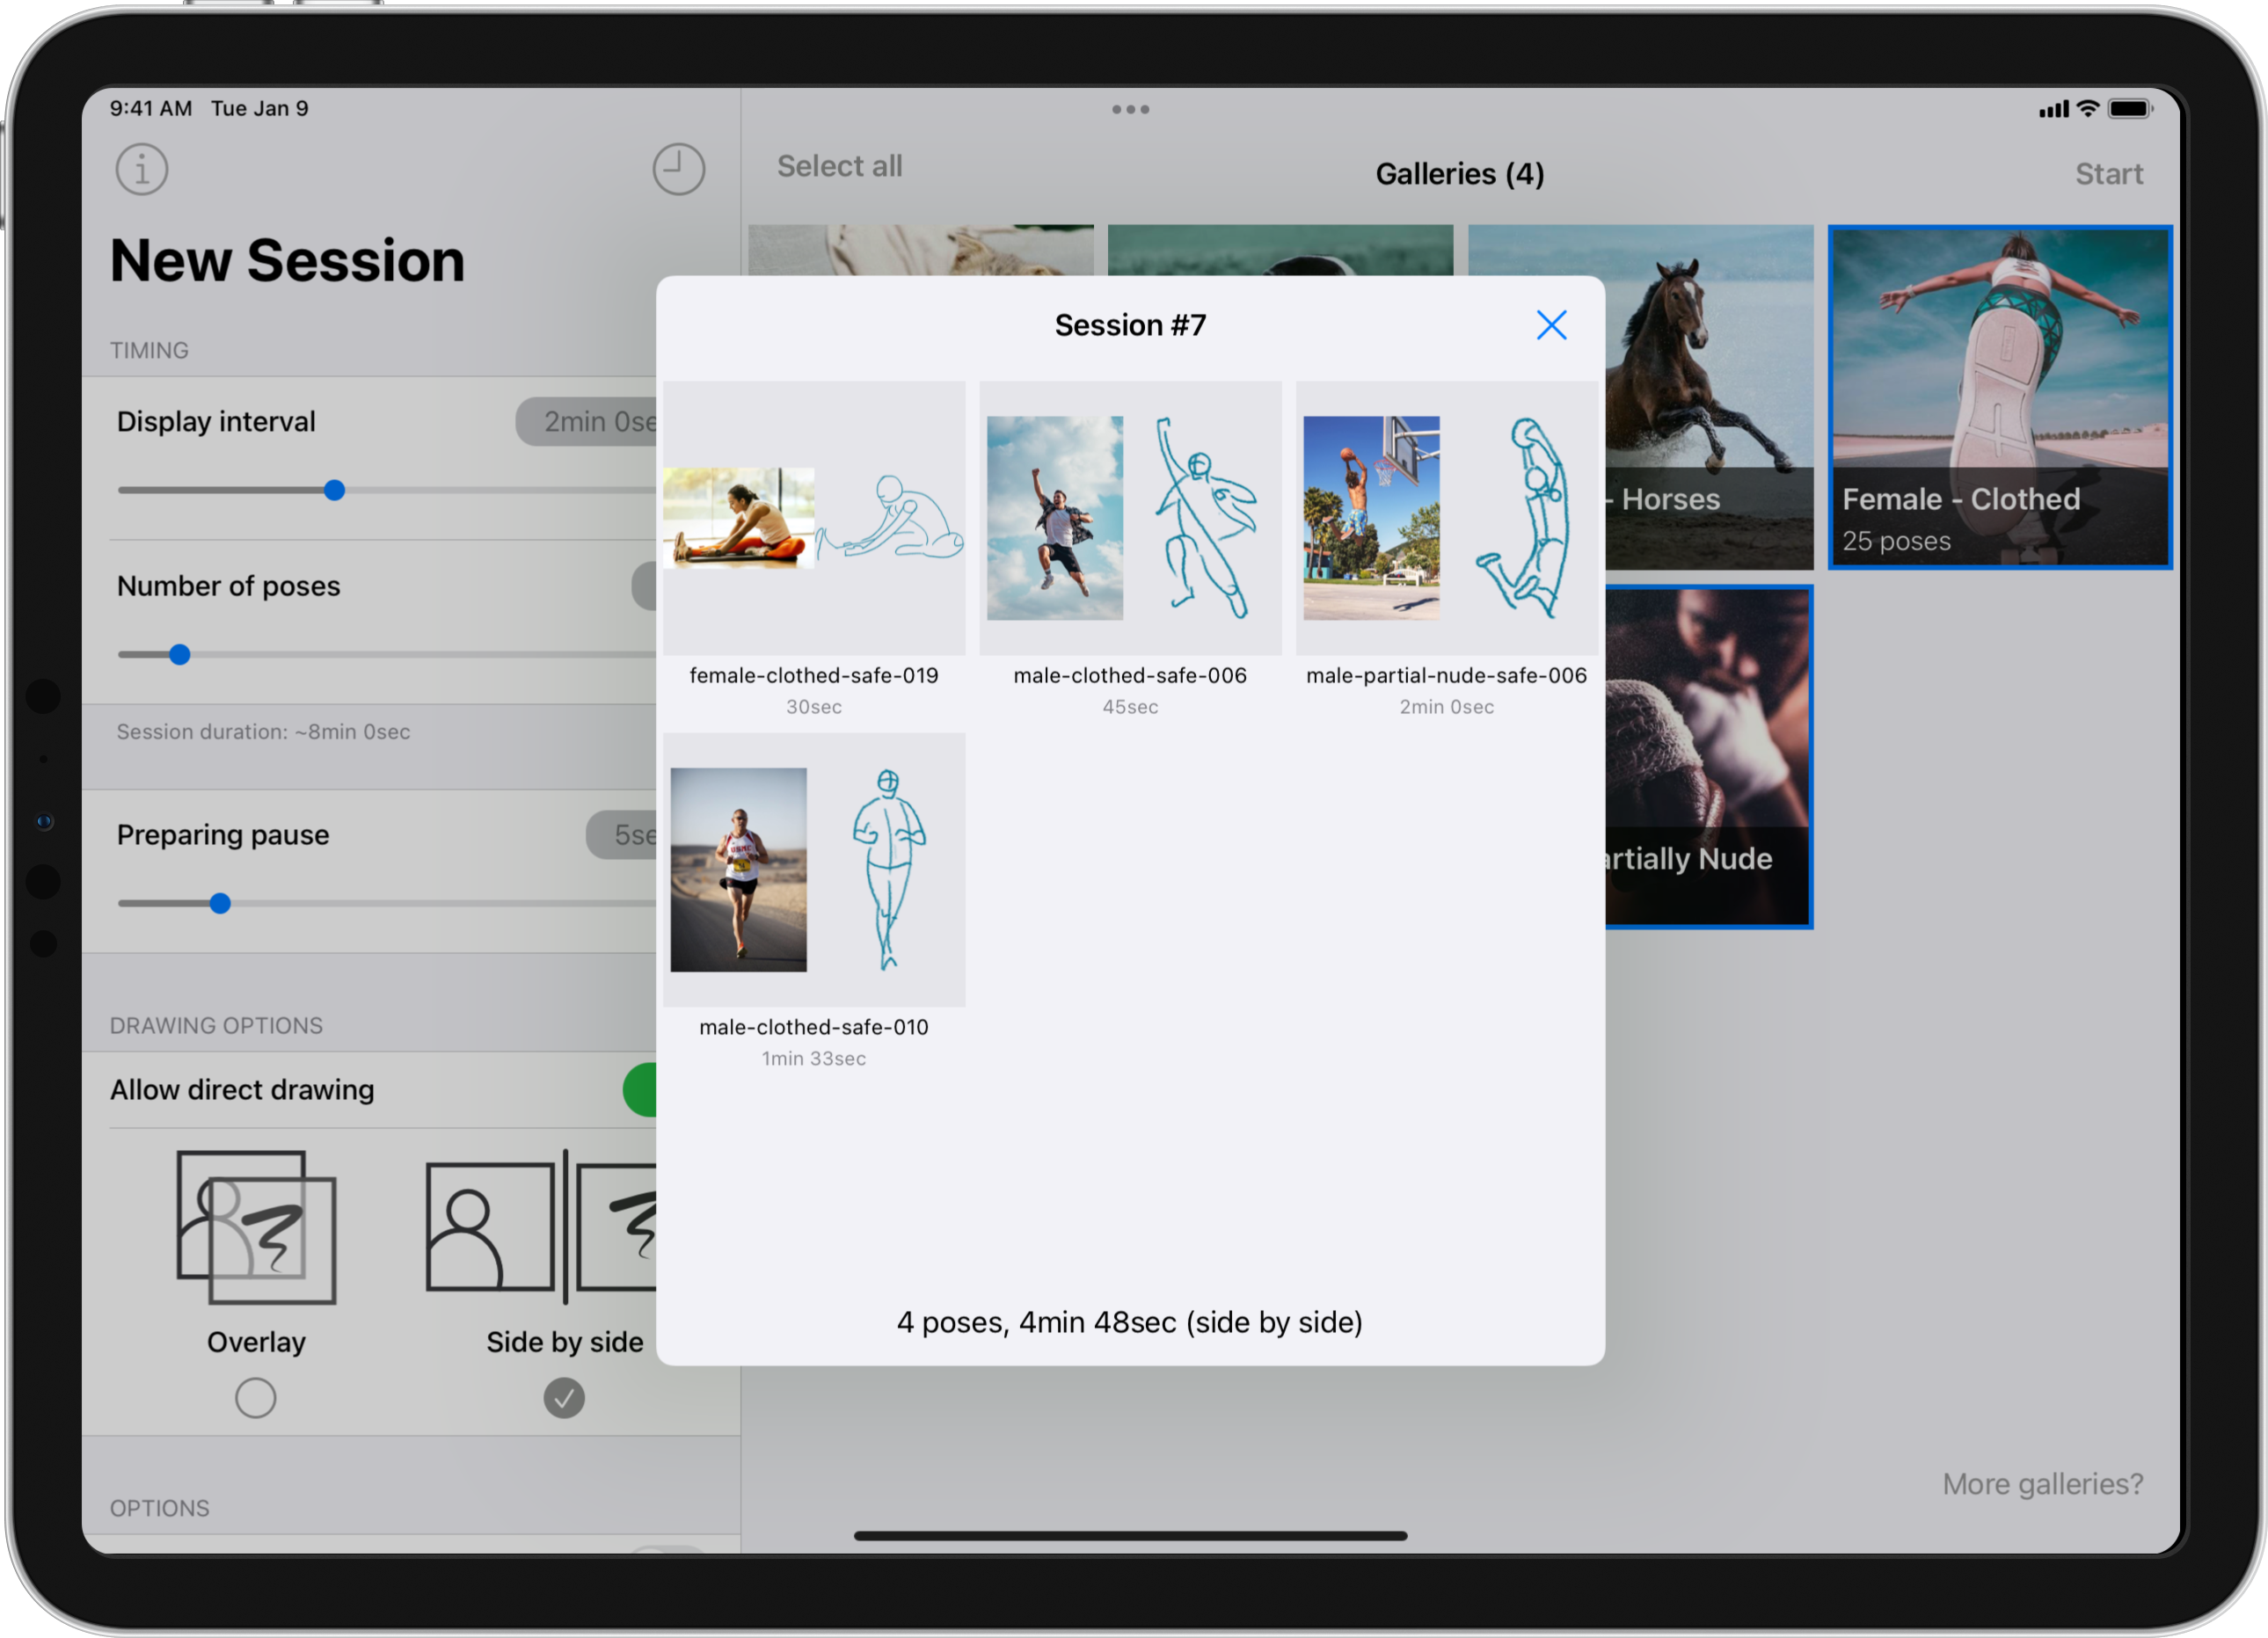 9:41 AM Tue Jan 9
New Session
TIMING
Display interval
2min 0se
Number of poses
Session duration: ~8min 0sec
Preparing pause
5se
DRAWING OPTIONS
Allow direct drawing
Overlay
Side by side
OPTIONS
Select all
Galleries (4)
Start
- Horses
Female - Clothed
25 poses
artially Nude
More galleries?
Session #7
female-clothed-safe-019
30sec
male-clothed-safe-006
45sec
male-partial-nude-safe-006
2min 0sec
USMC
male-clothed-safe-010
1min 33sec
4 poses, 4min 48sec (side by side)